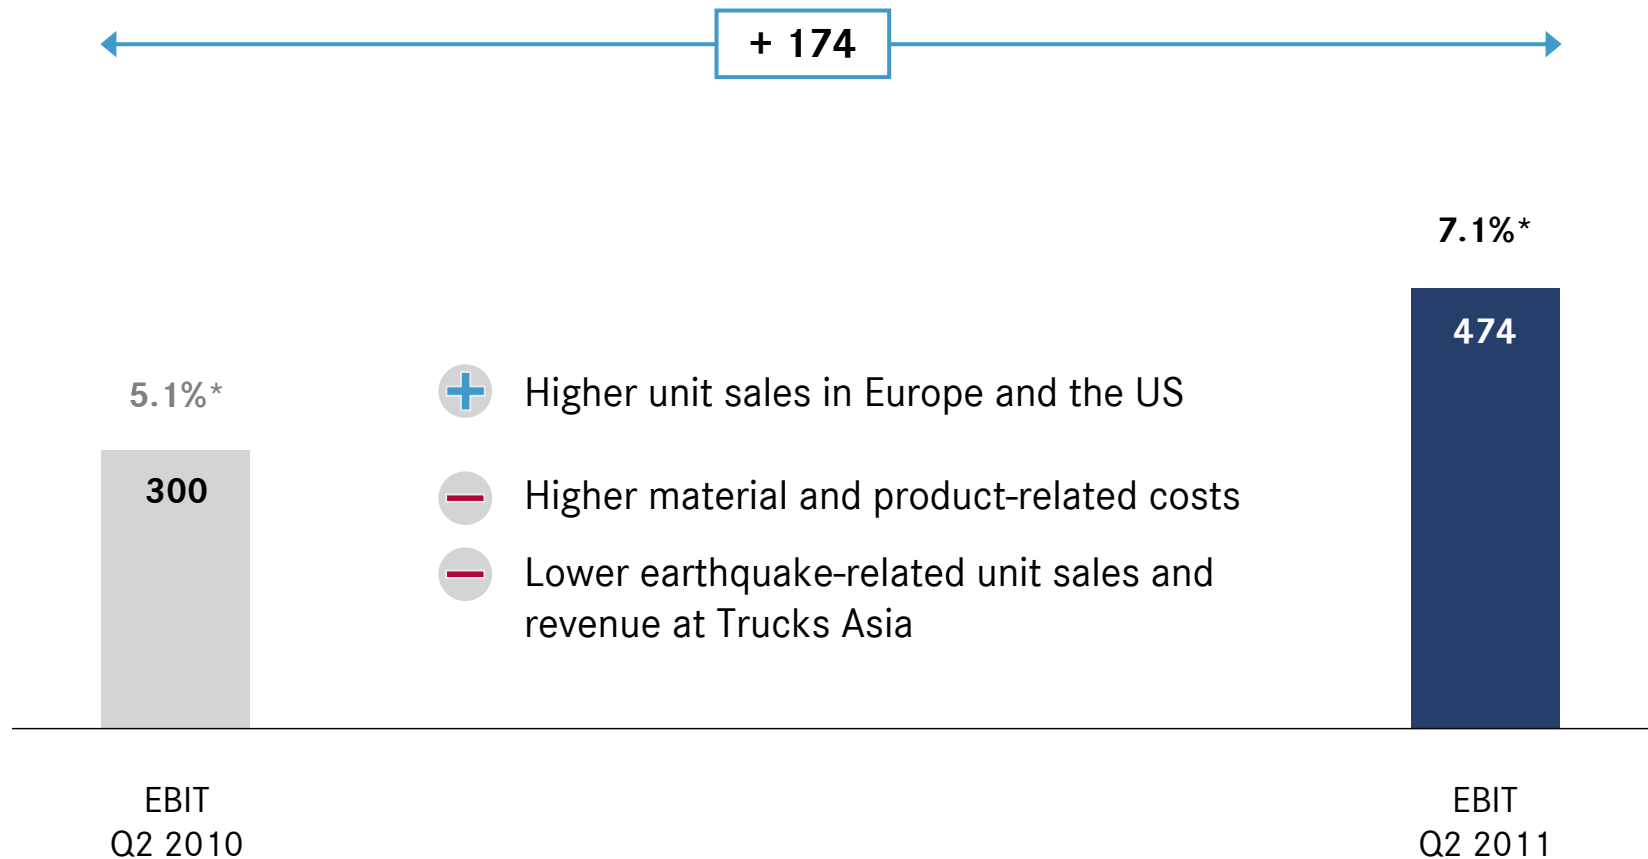 + 174
7.1%*
474
5.1%*
300
Higher unit sales in Europe and the US
Higher material and product-related costs
Lower earthquake-related unit sales and
revenue at Trucks Asia
EBIT
Q2 2010
EBIT
Q2 2011